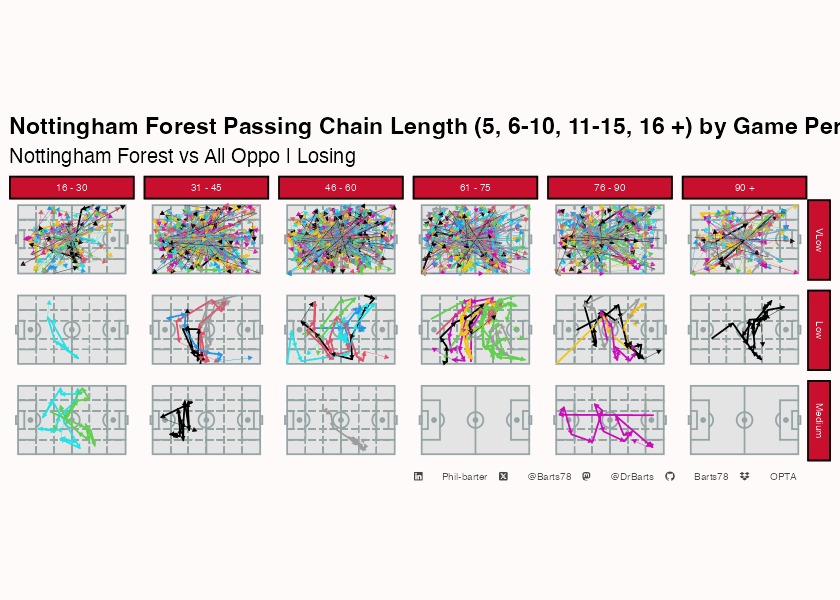 Nottingham Forest Passing Chain Length (5, 6-10, 11-15, 16 +) by Game Per
Nottingham Forest vs All Oppo | Losing
16 - 30
31 - 45
46 - 60
61 - 75
76 - 90
90 +
VLow
Low
Medium
Phil-barter @Barts78 @DrBarts Barts78 OPTA